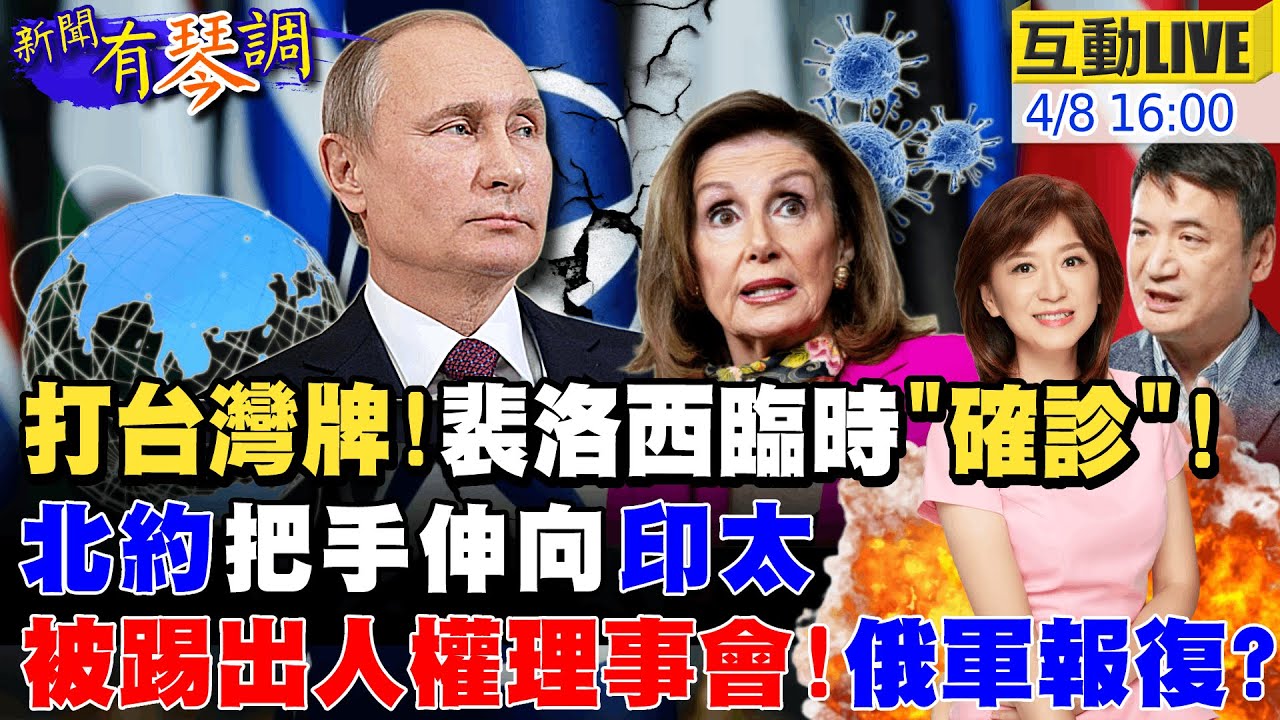 新聞有琴調
互動LIVE
4/8 16:00
打台灣牌!裴洛西臨時"確診"!
北約把手伸向印太
被踢出人權理事會!俄軍報復?